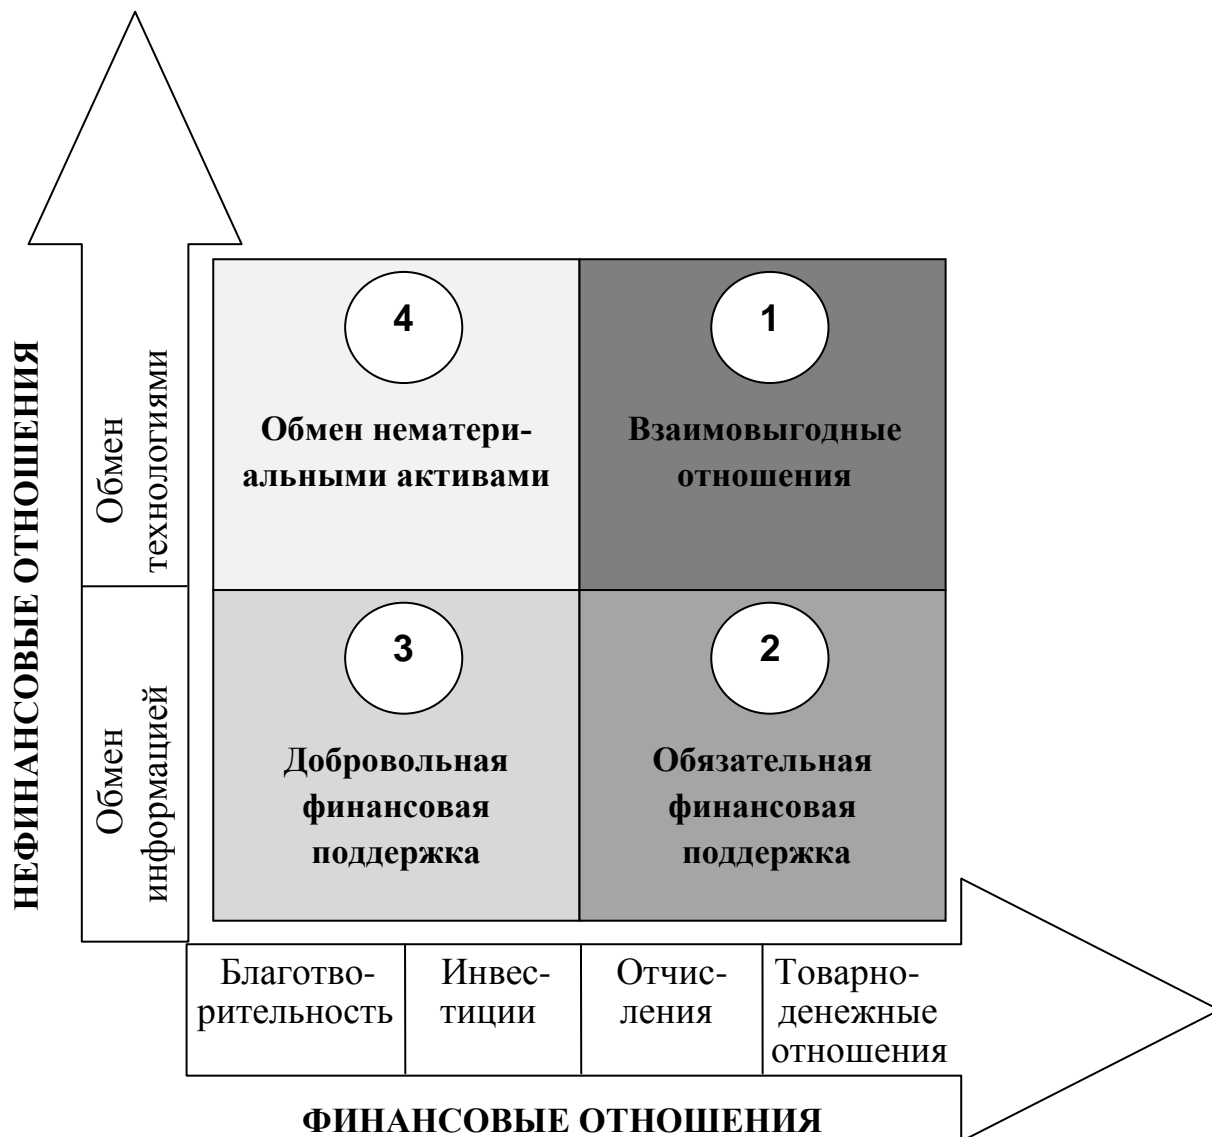 НЕФИНАНСОВЫЕ ОТНОШЕНИЯ
Обмен
технологиями
Обмен
информацией
4
Обмен нематери-
альными активами
1
Взаимовыгодные
отношения
3
Добровольная
финансовая
поддержка
2
Обязательная
финансовая
поддержка
Благотво-
рительность
Инвес-
тиции
Отчис-
ления
Товарно-
денежные
отношения
ФИНАНСОВЫЕ ОТНОШЕНИЯ